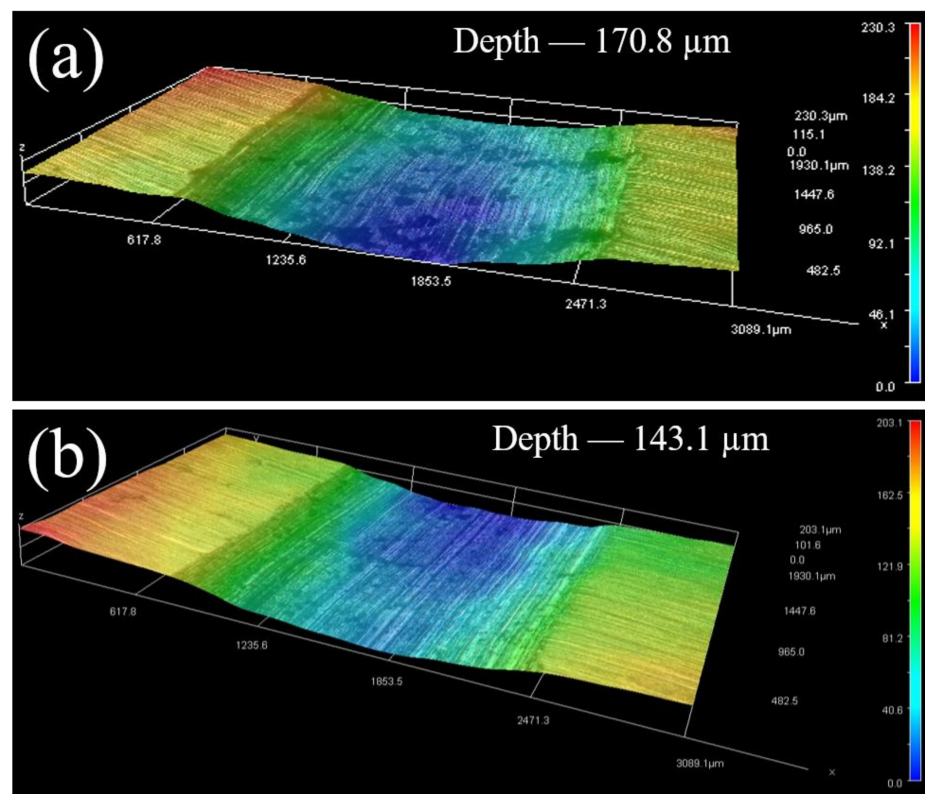 (a)
Depth — 170.8 µm
230.3
184.2
138.2
92.1
46.1
0.0
z
230.3µm
115.1
0.0
1930.1µm
1447.6
965.0
482.5
617.8
1235.6
1853.5
2471.3
3089.1µm
x
(b)
Depth — 143.1 µm
203.1
162.5
121.9
81.2
40.6
0.0
y
z
203.1µm
101.6
0.0
1930.1µm
1447.6
965.0
482.5
617.8
1235.6
1853.5
2471.3
3089.1µm
x